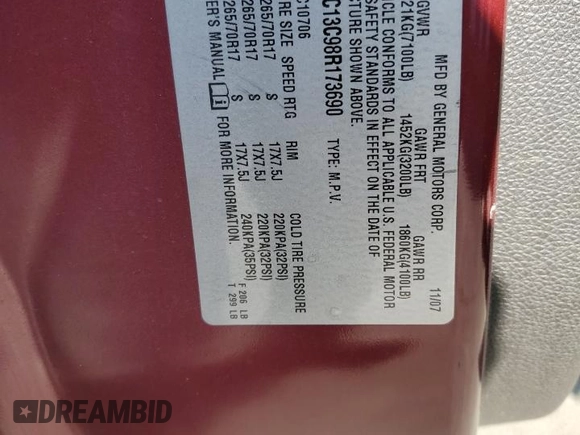 MFD BY GENERAL MOTORS CORP. 11/07
GVWR GAWR FRT GAWR RR
21KG(7100LB) 1452KG(3200LB) 1860KG(4100LB)
CLE CONFORMS TO ALL APPLICABLE U.S. FEDERAL MOTOR
SAFETY STANDARDS IN EFFECT ON THE DATE OF
CTURE SHOWN ABOVE.
C13C98R173690 TYPE: M.P.V.
C10706
RE SIZE SPEED RTG RIM COLD TIRE PRESSURE
265/70R17 S 17X7.5J 220KPA(32PSI)
265/70R17 S 17X7.5J 220KPA(32PSI)
265/70R17 S 17X7.5J 240KPA(35PSI)
ER'S MANUAL FOR MORE INFORMATION.
F 206 LB
T 299 LB
DREAMBID